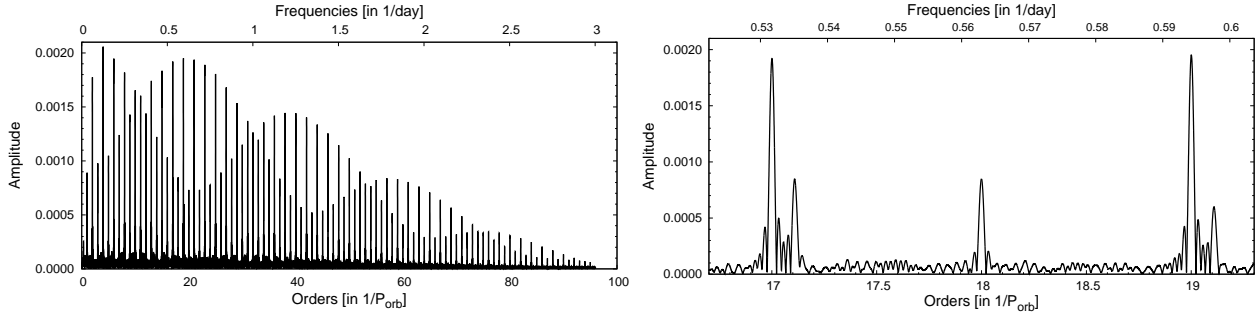 Frequencies [in 1/day]
0 0.5 1 1.5 2 2.5 3
0.0020
0.0015
0.0010
0.0005
0.0000
Amplitude
0 20 40 60 80 100
Orders [in 1/Porb]
Frequencies [in 1/day]
0.53 0.54 0.55 0.56 0.57 0.58 0.59 0.6
0.0020
0.0015
0.0010
0.0005
0.0000
Amplitude
17 17.5 18 18.5 19
Orders [in 1/Porb]